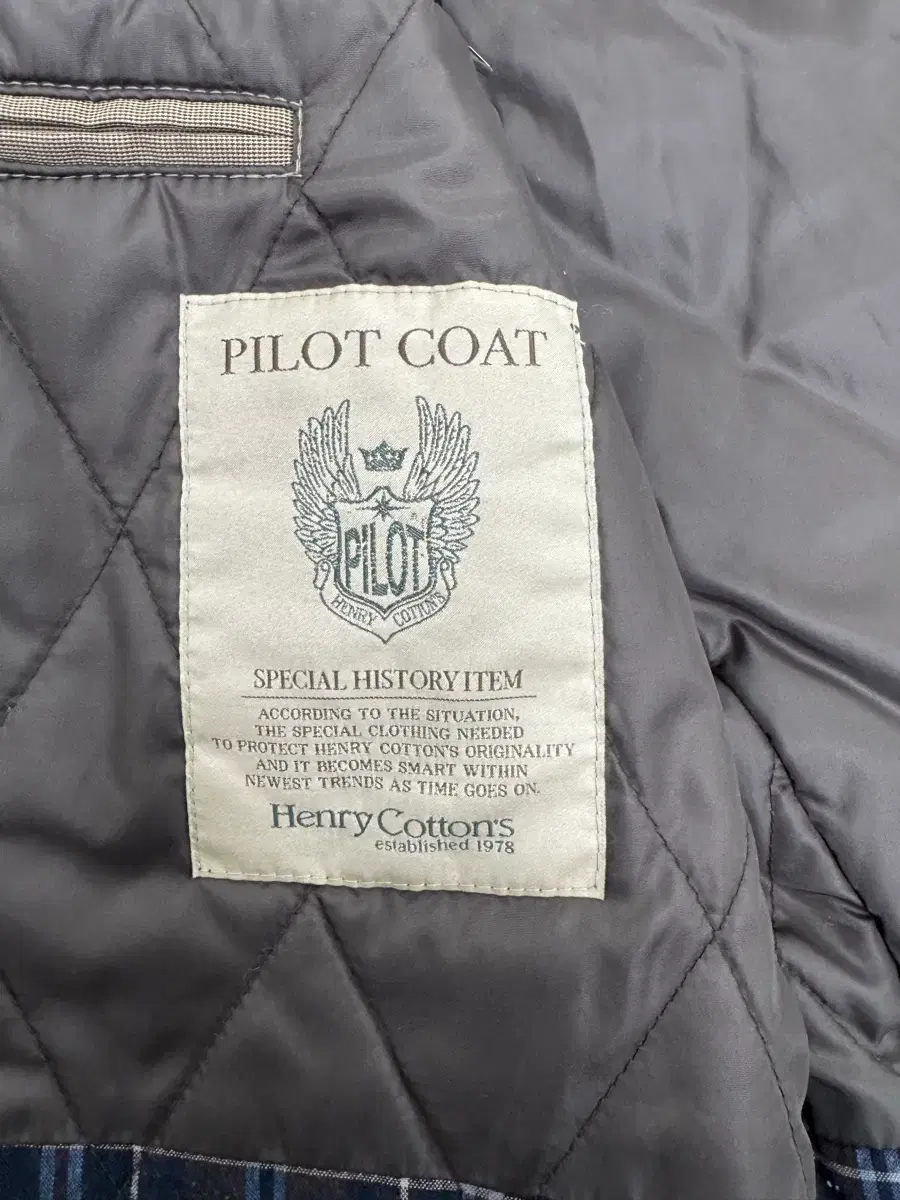 PILOT COAT
PILOT
HENRY COTTON'S
SPECIAL HISTORY ITEM
ACCORDING TO THE SITUATION,
THE SPECIAL CLOTHING NEEDED
TO PROTECT HENRY COTTON'S ORIGINALITY
AND IT BECOMES SMART WITHIN
NEWEST TRENDS AS TIME GOES ON.
Henry Cotton's
established 1978